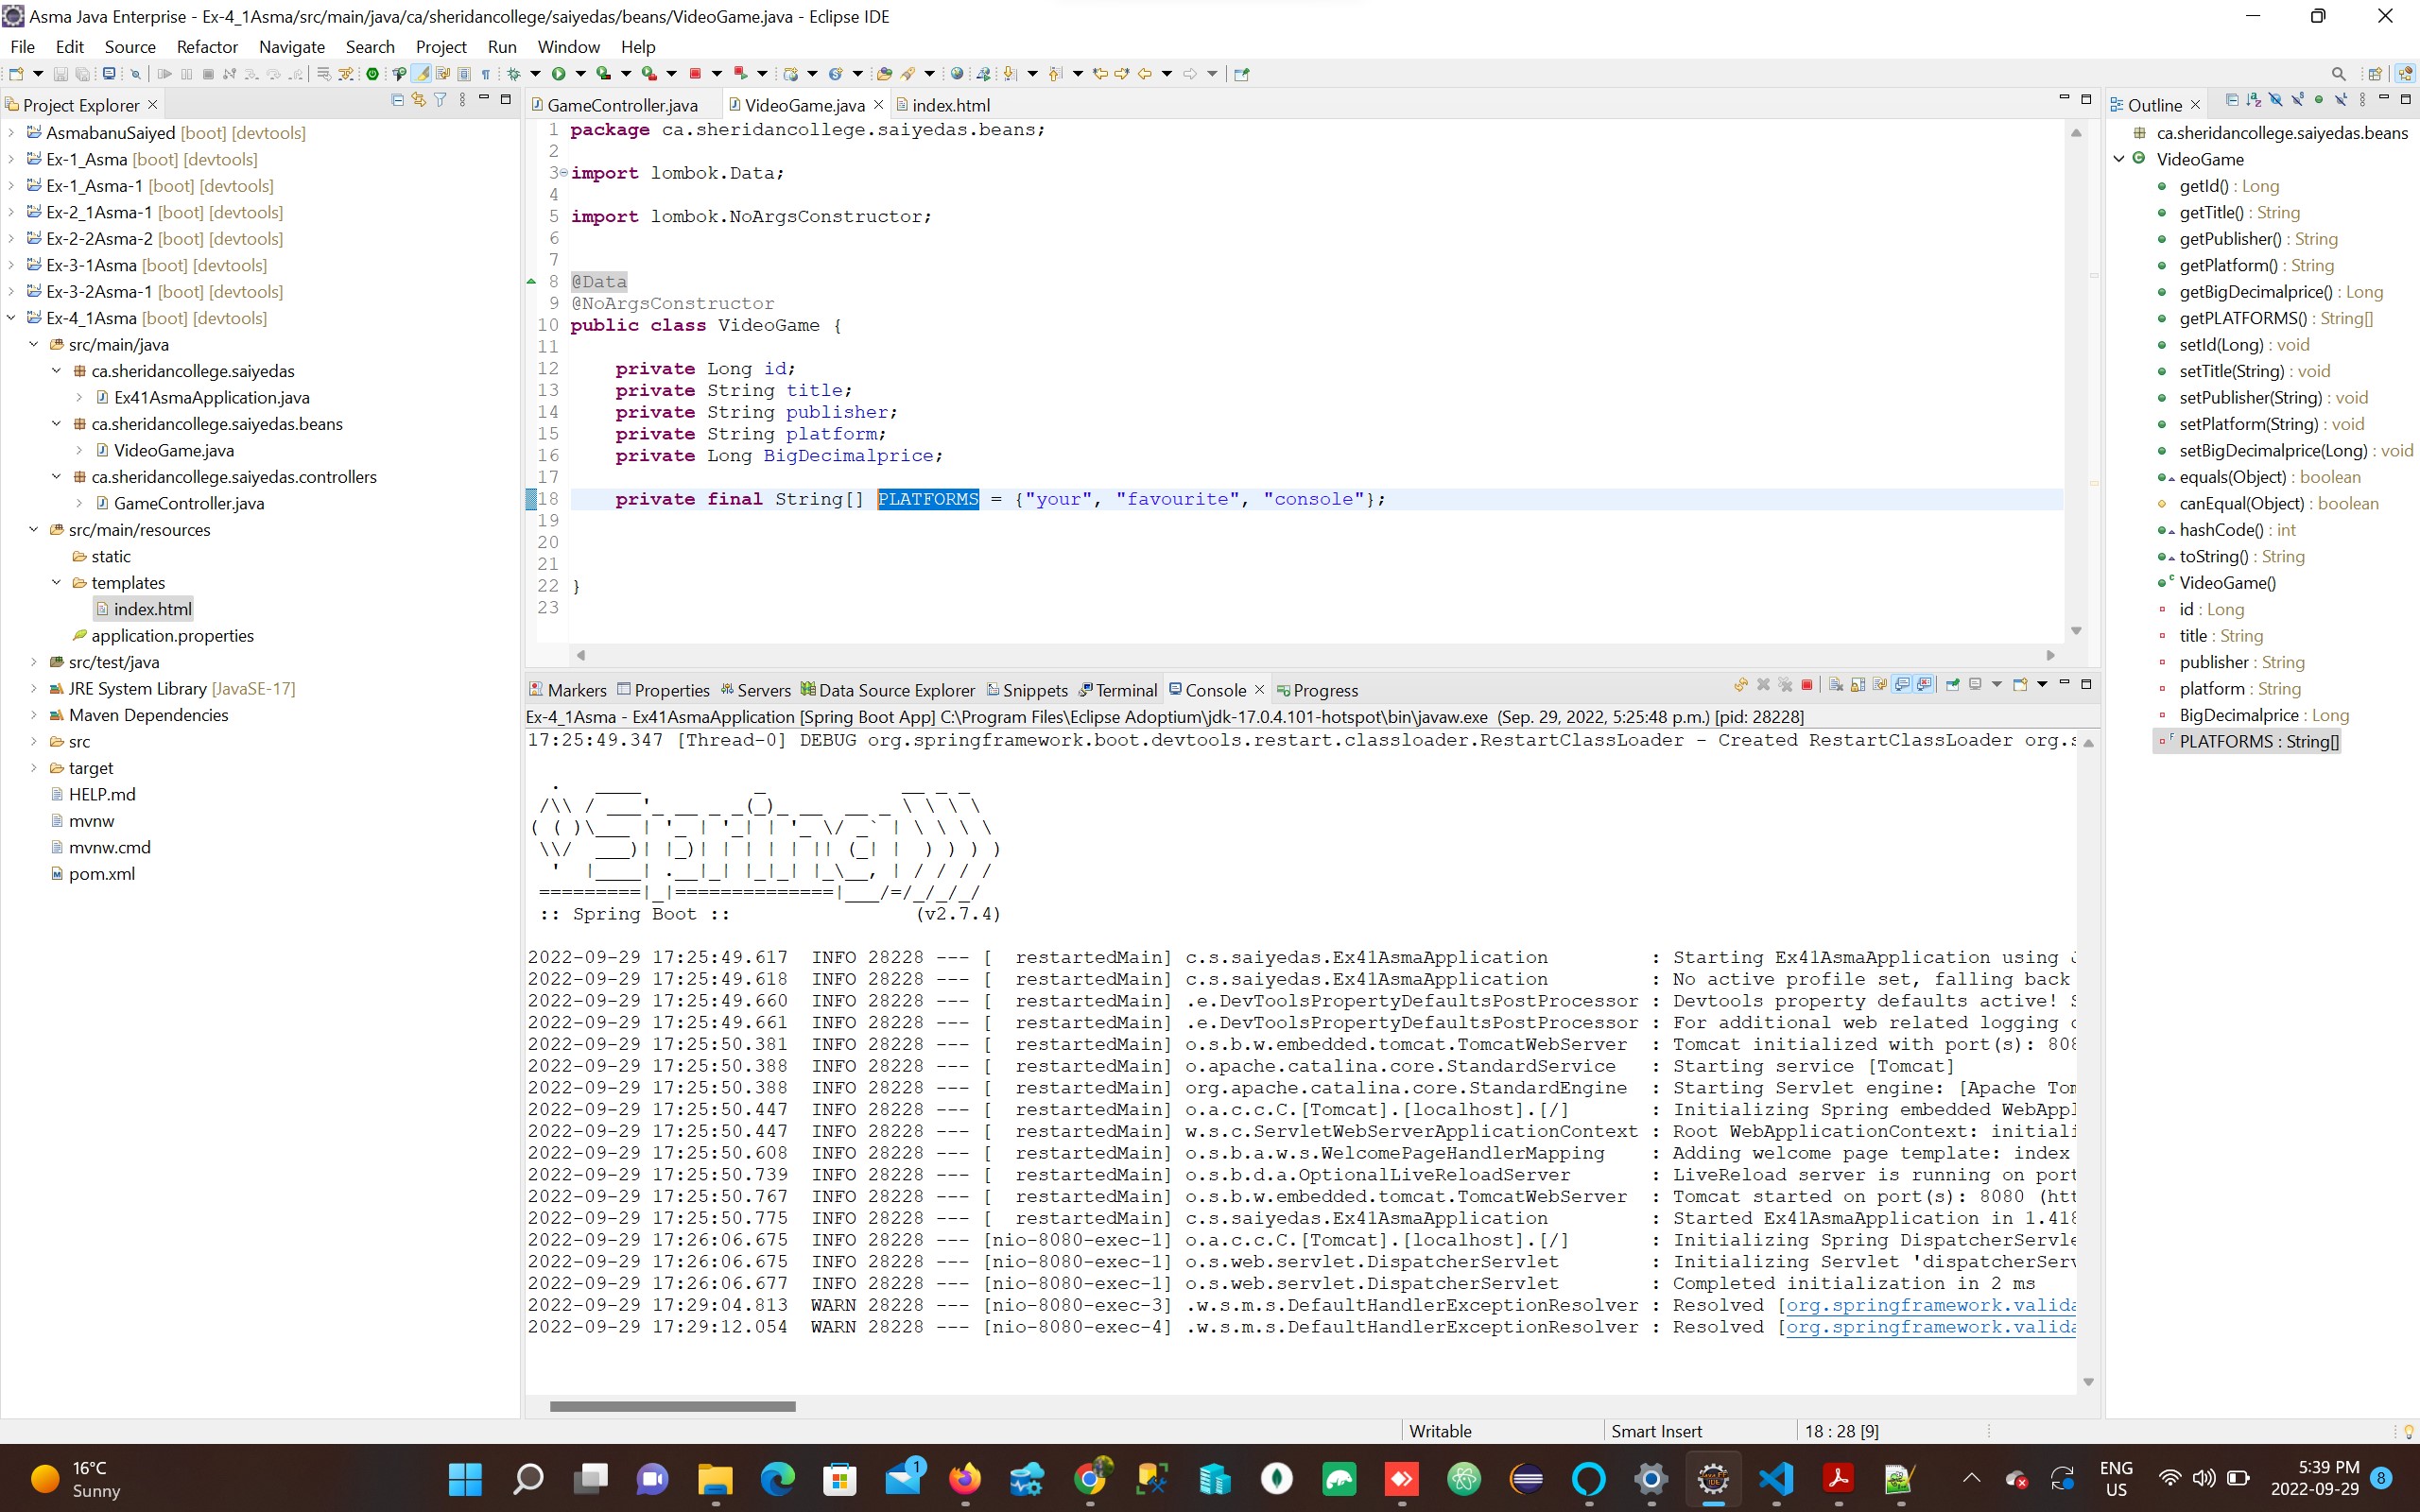 Asma Java Enterprise - Ex-4_1Asma/src/main/java/ca/sheridancollege/saiyedas/beans/VideoGame.java - Eclipse IDE
File Edit Source Refactor Navigate Search Project Run Window Help
Project Explorer
AsmabanuSaiyed [boot] [devtools]
Ex-1_Asma [boot] [devtools]
Ex-1_Asma-1 [boot] [devtools]
Ex-2_1Asma-1 [boot] [devtools]
Ex-2-2Asma-2 [boot] [devtools]
Ex-3-1Asma [boot] [devtools]
Ex-3-2Asma-1 [boot] [devtools]
Ex-4_1Asma [boot] [devtools]
src/main/java
ca.sheridancollege.saiyedas
Ex41AsmaApplication.java
ca.sheridancollege.saiyedas.beans
VideoGame.java
ca.sheridancollege.saiyedas.controllers
GameController.java
src/main/resources
static
templates
index.html
application.properties
src/test/java
JRE System Library [JavaSE-17]
Maven Dependencies
src
target
HELP.md
mvnw
mvnw.cmd
pom.xml
GameController.java VideoGame.java index.html
1 package ca.sheridancollege.saiyedas.beans;
2
3 import lombok.Data;
4
5 import lombok.NoArgsConstructor;
6
7
8 @Data
9 @NoArgsConstructor
10 public class VideoGame {
11
12 private Long id;
13 private String title;
14 private String publisher;
15 private String platform;
16 private Long BigDecimalprice;
17
18 private final String[] PLATFORMS = {"your", "favourite", "console"};
19
20
21
22 }
23
Markers Properties Servers Data Source Explorer Snippets Terminal Console Progress
Ex-4_1Asma - Ex41AsmaApplication [Spring Boot App] C:\Program Files\Eclipse Adoptium\jdk-17.0.4.101-hotspot\bin\javaw.exe (Sep. 29, 2022, 5:25:48 p.m.) [pid: 28228]
17:25:49.347 [Thread-0] DEBUG org.springframework.boot.devtools.restart.classloader.RestartClassLoader - Created RestartClassLoader org.s
Spring
:: Spring Boot :: (v2.7.4)
2022-09-29 17:25:49.617 INFO 28228 --- [ restartedMain] c.s.saiyedas.Ex41AsmaApplication : Starting Ex41AsmaApplication using
2022-09-29 17:25:49.618 INFO 28228 --- [ restartedMain] c.s.saiyedas.Ex41AsmaApplication : No active profile set, falling back
2022-09-29 17:25:49.660 INFO 28228 --- [ restartedMain] .e.DevToolsPropertyDefaultsPostProcessor : Devtools property defaults active!
2022-09-29 17:25:49.661 INFO 28228 --- [ restartedMain] .e.DevToolsPropertyDefaultsPostProcessor : For additional web related logging
2022-09-29 17:25:50.381 INFO 28228 --- [ restartedMain] o.s.b.w.embedded.tomcat.TomcatWebServer : Tomcat initialized with port(s): 808
2022-09-29 17:25:50.388 INFO 28228 --- [ restartedMain] o.apache.catalina.core.StandardService : Starting service [Tomcat]
2022-09-29 17:25:50.388 INFO 28228 --- [ restartedMain] org.apache.catalina.core.StandardEngine : Starting Servlet engine: [Apache Tom
2022-09-29 17:25:50.447 INFO 28228 --- [ restartedMain] o.a.c.c.C.[Tomcat].[localhost].[/] : Initializing Spring embedded WebAppl
2022-09-29 17:25:50.447 INFO 28228 --- [ restartedMain] w.s.c.ServletWebServerApplicationContext : Root WebApplicationContext: initiali
2022-09-29 17:25:50.608 INFO 28228 --- [ restartedMain] o.s.b.a.w.s.WelcomePageHandlerMapping : Adding welcome page template: index
2022-09-29 17:25:50.739 INFO 28228 --- [ restartedMain] o.s.b.d.a.OptionalLiveReloadServer : LiveReload server is running on port
2022-09-29 17:25:50.767 INFO 28228 --- [ restartedMain] o.s.b.w.embedded.tomcat.TomcatWebServer : Tomcat started on port(s): 8080 (htt
2022-09-29 17:25:50.775 INFO 28228 --- [ restartedMain] c.s.saiyedas.Ex41AsmaApplication : Started Ex41AsmaApplication in 1.418
2022-09-29 17:26:06.675 INFO 28228 --- [nio-8080-exec-1] o.a.c.c.C.[Tomcat].[localhost].[/] : Initializing Spring DispatcherServle
2022-09-29 17:26:06.675 INFO 28228 --- [nio-8080-exec-1] o.s.web.servlet.DispatcherServlet : Initializing Servlet 'dispatcherServ
2022-09-29 17:26:06.677 INFO 28228 --- [nio-8080-exec-1] o.s.web.servlet.DispatcherServlet : Completed initialization in 2 ms
2022-09-29 17:29:04.813 WARN 28228 --- [nio-8080-exec-3] .w.s.m.s.DefaultHandlerExceptionResolver : Resolved [org.springframework.valida
2022-09-29 17:29:12.054 WARN 28228 --- [nio-8080-exec-4] .w.s.m.s.DefaultHandlerExceptionResolver : Resolved [org.springframework.valida
Outline
ca.sheridancollege.saiyedas.beans
VideoGame
getId() : Long
getTitle() : String
getPublisher() : String
getPlatform() : String
getBigDecimalprice() : Long
getPLATFORMS() : String[]
setId(Long) : void
setTitle(String) : void
setPublisher(String) : void
setPlatform(String) : void
setBigDecimalprice(Long) : void
equals(Object) : boolean
canEqual(Object) : boolean
hashCode() : int
toString() : String
VideoGame()
id : Long
title : String
publisher : String
platform : String
BigDecimalprice : Long
PLATFORMS : String[]
Writable Smart Insert 18 : 28 [9]
16°C
Sunny
1
ENG
US
5:39 PM
2022-09-29
8